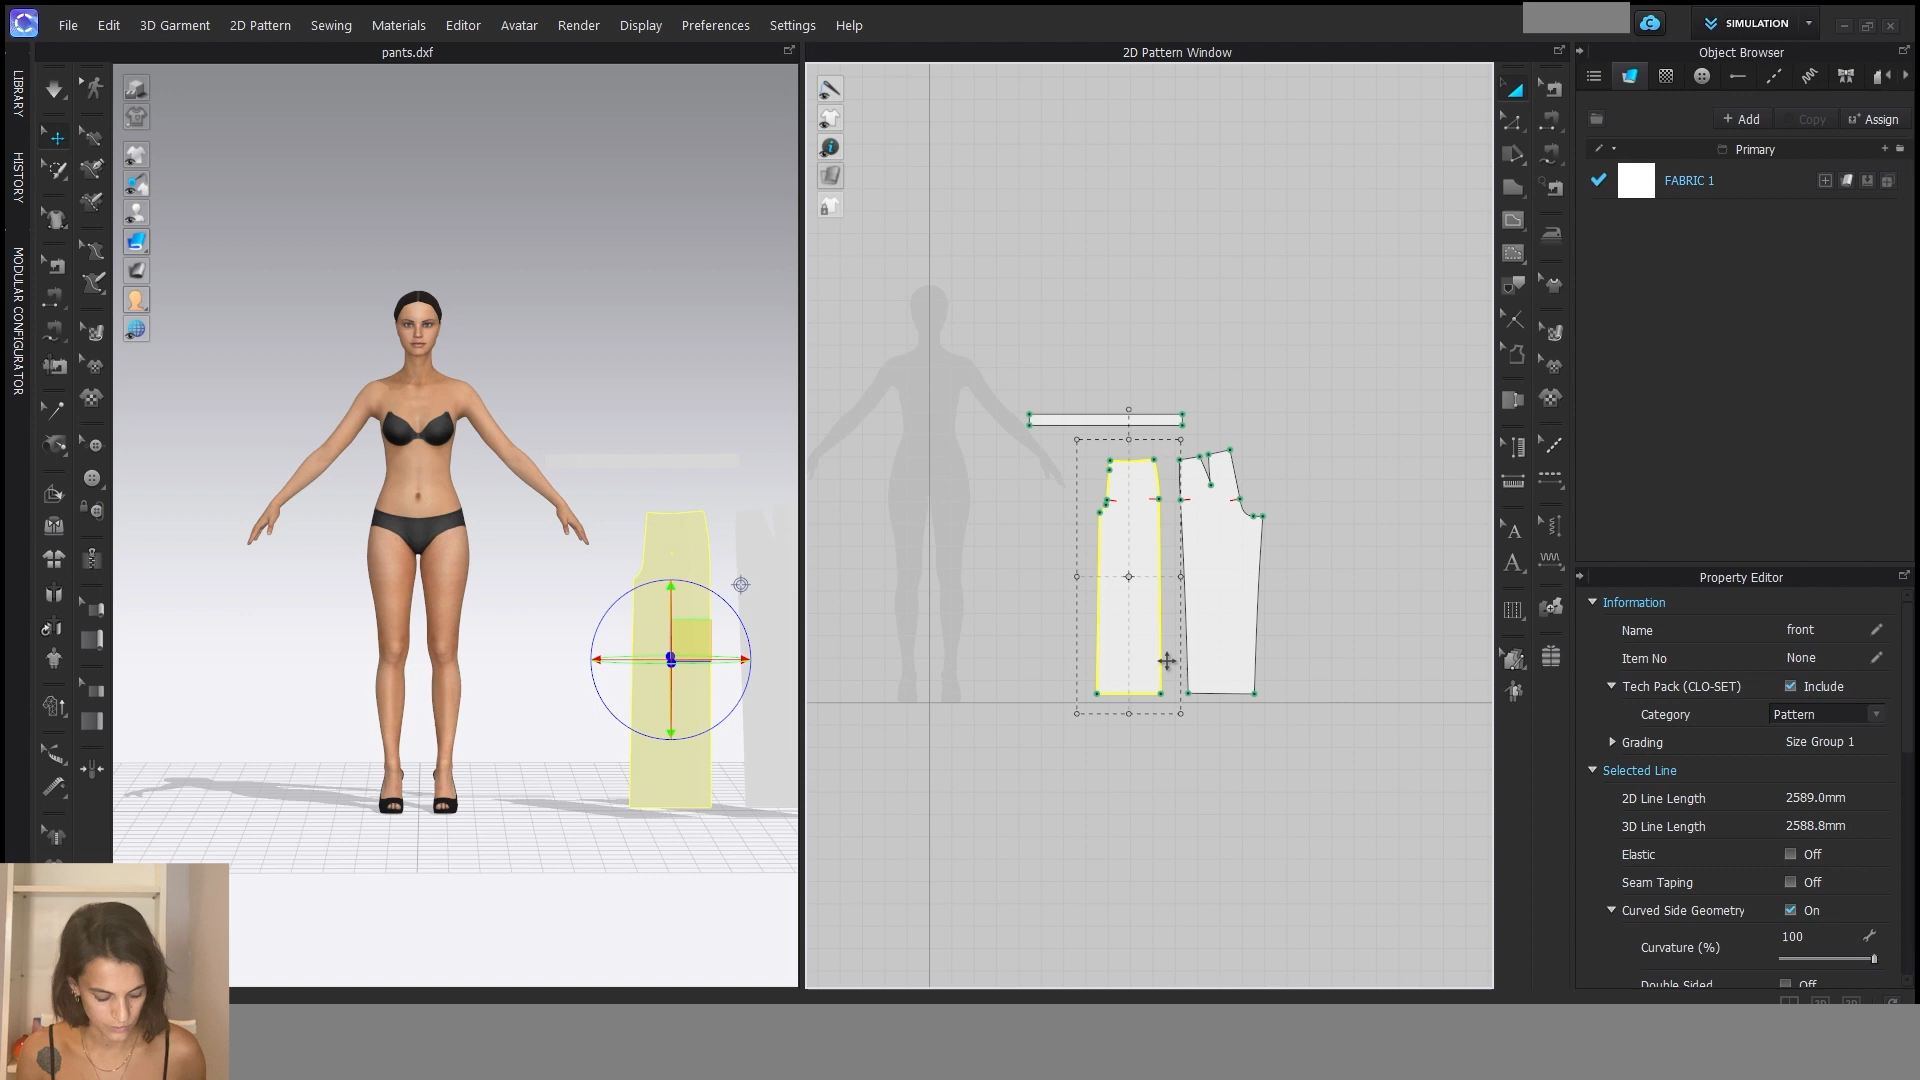 File Edit 3D Garment 2D Pattern Sewing Materials Editor Avatar Render Display Preferences Settings Help
SIMULATION
pants.dxf
2D Pattern Window
Object Browser
LIBRARY
HISTORY
MODULAR CONFIGURATOR
+ Add
Copy
Assign
Primary
FABRIC 1
Property Editor
Information
Name front
Item No None
Tech Pack (CLO-SET) Include
Category Pattern
Grading Size Group 1
Selected Line
2D Line Length 2589.0mm
3D Line Length 2588.8mm
Elastic Off
Seam Taping Off
Curved Side Geometry On
Curvature (%) 100
Double Sided Off